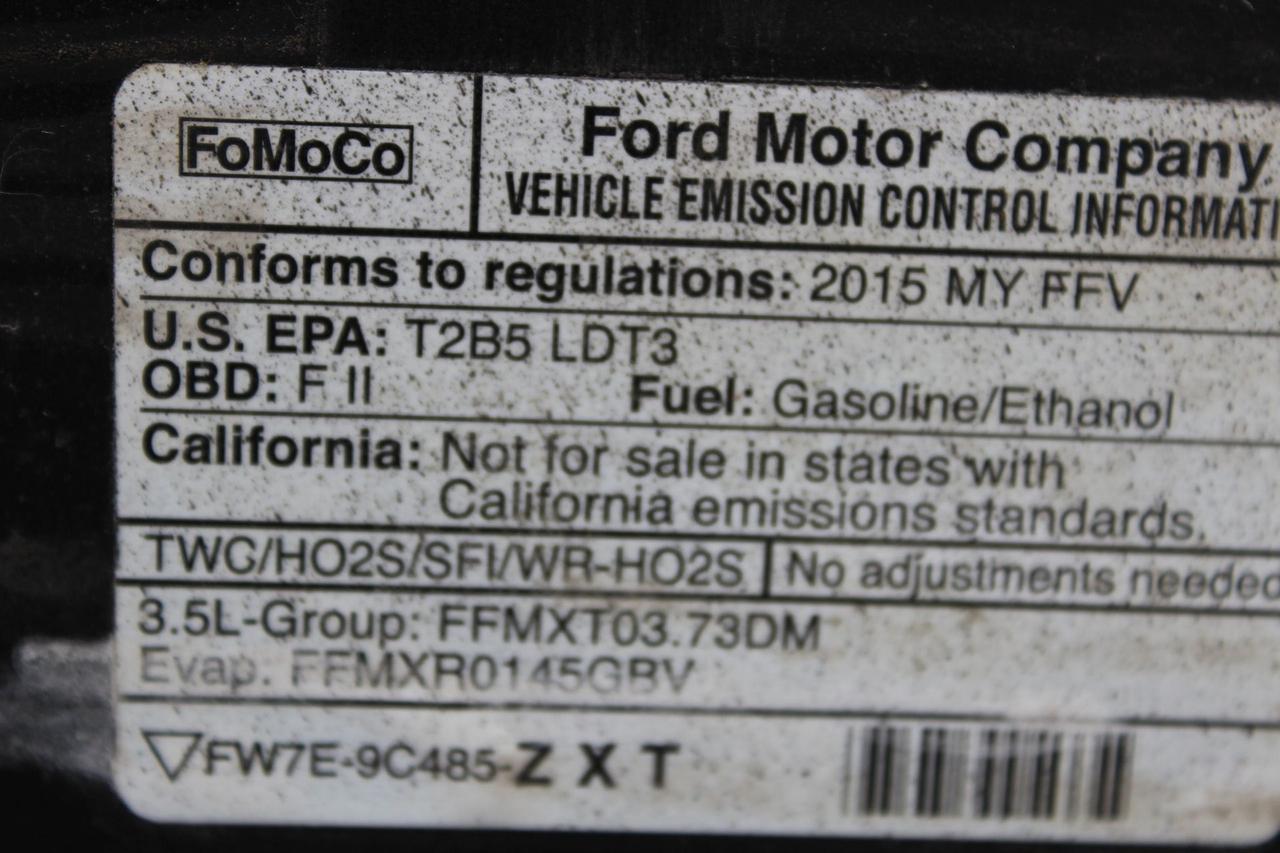 FoMoCo
Ford Motor Company
VEHICLE EMISSION CONTROL INFORMATI
Conforms to regulations: 2015 MY FFV
U.S. EPA: T2B5 LDT3
OBD: F II Fuel: Gasoline/Ethanol
California: Not for sale in states with
California emissions standards.
TWC/HO2S/SFI/WR-HO2S No adjustments needed
3.5L-Group: FFMXT03.73DM
Evap: FFMXR0145GBV
FW7E-9C485-Z X T